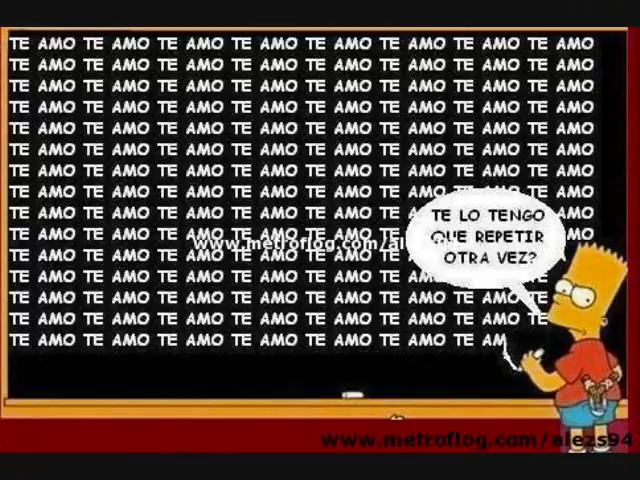 TE AMO TE AMO TE AMO TE AMO TE AMO TE AMO TE AMO TE AMO
TE AMO TE AMO TE AMO TE AMO TE AMO TE AMO TE AMO TE AMO
TE AMO TE AMO TE AMO TE AMO TE AMO TE AMO TE AMO TE AMO
TE AMO TE AMO TE AMO TE AMO TE AMO TE AMO TE AMO TE AMO
TE AMO TE AMO TE AMO TE AMO TE AMO TE AMO TE AMO TE AMO
TE AMO TE AMO TE AMO TE AMO TE AMO TE AMO TE AMO TE AMO
TE AMO TE AMO TE AMO TE AMO TE AMO TE AMO TE AMO TE AMO
TE AMO TE AMO TE AMO TE AMO TE AMO TE AMO TE AMO TE AMO
TE AMO TE AMO TE AMO TE AMO TE AMO TE AMO
TE AMO TE AMO TE AMO TE AMO TE AMO TE MO
www.metroflog.com/al
TE AMO TE AMO TE AMO TE AMO TE AMO TE
TE AMO TE AMO TE AMO TE AMO TE AMO TE
TE AMO TE AMO TE AMO TE AMO TE AMO TE AMO TE AMO
TE AMO TE AMO TE AMO TE AMO TE AMO TE AMO TE AMO TE
TE AMO TE AMO TE AMO TE AMO TE AMO TE AMO TE AM
TE LO TENGO
QUE REPETIR
OTRA VEZ?
www.metroflog.com/alezs94